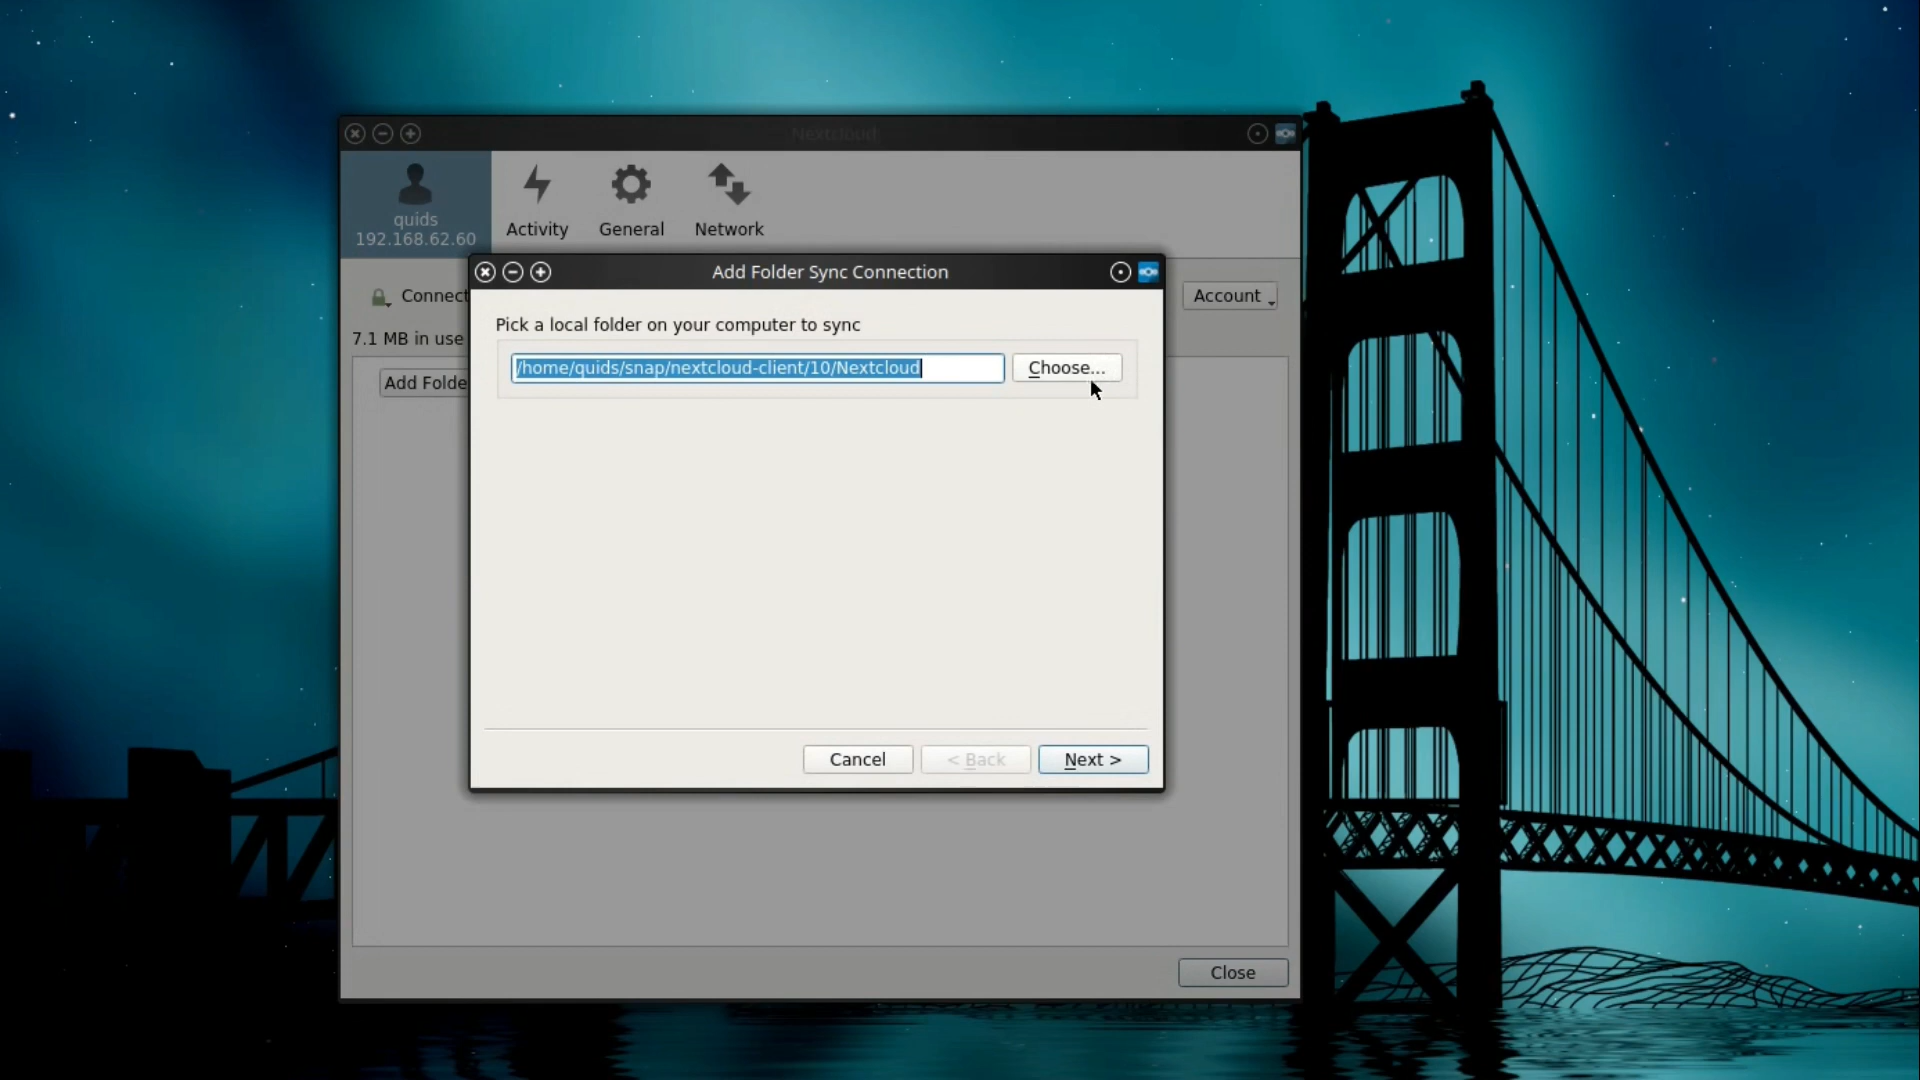 Nextcloud
quids
192.168.62.60
Activity
General
Network
Add Folder Sync Connection
Connect
Account
7.1 MB in use
Pick a local folder on your computer to sync
/home/quids/snap/nextcloud-client/10/Nextcloud
Choose...
Add Folde
Cancel
< Back
Next >
Close